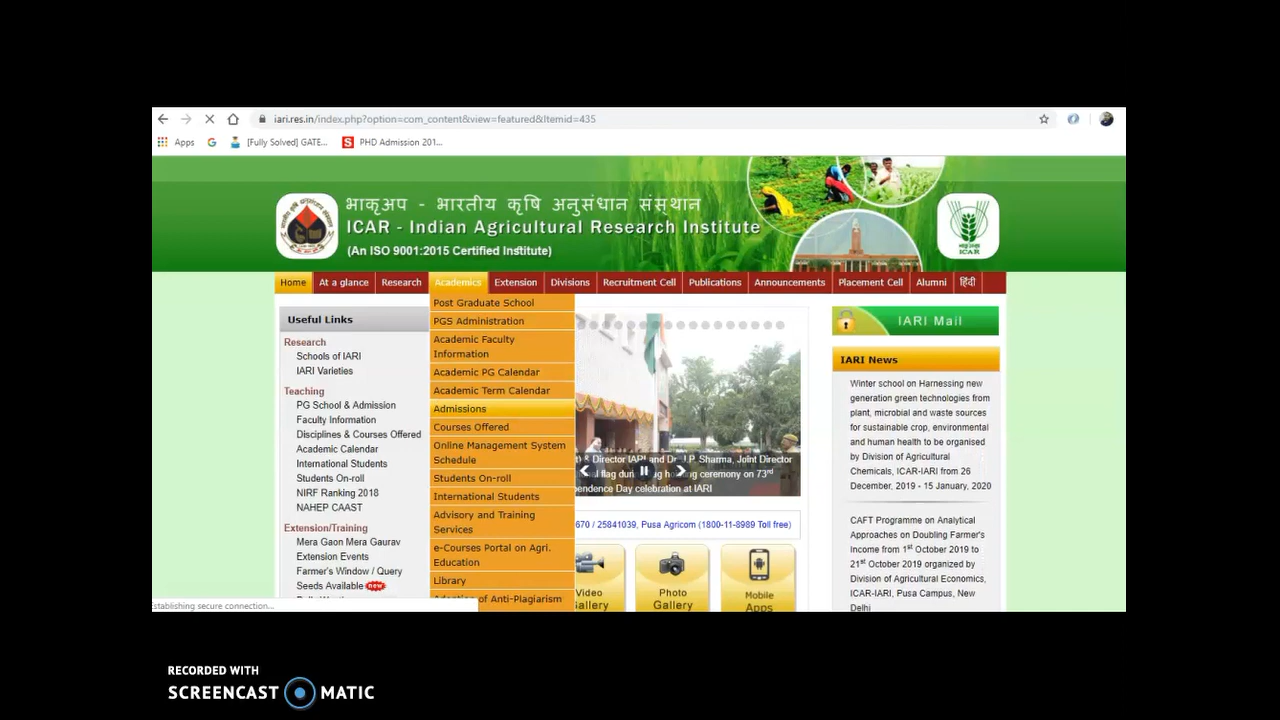 iari.res.in/index.php?option=com_content&view=featured&Itemid=435
Apps
[Fully Solved] GATE...
PHD Admission 201...
भाकृअप - भारतीय कृषि अनुसंधान संस्थान
ICAR - Indian Agricultural Research Institute
(An ISO 9001:2015 Certified Institute)
ICAR
Home At a glance Research Academics Extension Divisions Recruitment Cell Publications Announcements Placement Cell Alumni हिंदी
Useful Links
Research
Schools of IARI
IARI Varieties
Teaching
PG School & Admission
Faculty Information
Disciplines & Courses Offered
Academic Calendar
International Students
Students On-roll
NIRF Ranking 2018
NAHEP CAAST
Extension/Training
Mera Gaon Mera Gaurav
Extension Events
Farmer's Window / Query
Seeds Available new
Post Graduate School
PGS Administration
Academic Faculty
Information
Academic PG Calendar
Academic Term Calendar
Admissions
Courses Offered
Online Management System
Schedule
Students On-roll
International Students
Advisory and Training
Services
e-Courses Portal on Agri.
Education
Library
of Anti-Plagiarism
) & Director IARI and Dr. J.P. Sharma, Joint Director
ceremony on 73rd
pendence Day celebration at IARI
670 / 25841039, Pusa Agricom (1800-11-8989 Toll free)
Video
Gallery
Photo
Gallery
Mobile
Apps
IARI Mail
IARI News
Winter school on Harnessing new
generation green technologies from
plant, microbial and waste sources
for sustainable crop, environmental
and human health to be organised
by Division of Agricultural
Chemicals, ICAR-IARI from 26
December, 2019 - 15 January, 2020
CAFT Programme on Analytical
Approaches on Doubling Farmer's
Income from 1st October 2019 to
21st October 2019 organized by
Division of Agricultural Economics,
ICAR-IARI, Pusa Campus, New
Delhi
stablishing secure connection...
RECORDED WITH
SCREENCAST MATIC